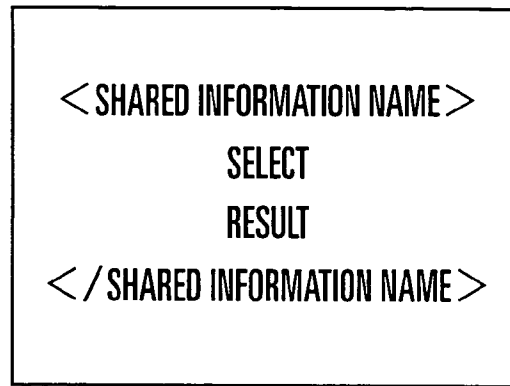 <SHARED INFORMATION NAME>
SELECT
RESULT
</SHARED INFORMATION NAME>